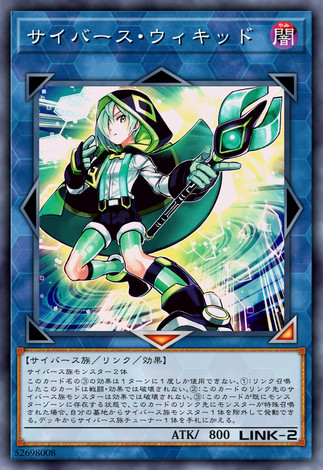 サイバース・ウィキッド
やみ
闇
【サイバース族/リンク/効果】
サイバース族モンスター2体
このカード名の③の効果は1ターンに1度しか使用できない。①:リンク召喚
したこのカードは戦闘・効果では破壊されない。②:このカードのリンク先のサ
イバース族モンスターは効果では破壊されない。③:このカードが既にモンス
ターゾーンに存在する状態で、このカードのリンク先にモンスターが特殊召喚
された場合、自分の墓地からサイバース族モンスター1体を除外して発動でき
る。デッキからサイバース族チューナー1体を手札に加える。
ATK/ 800 LINK-2
52698008